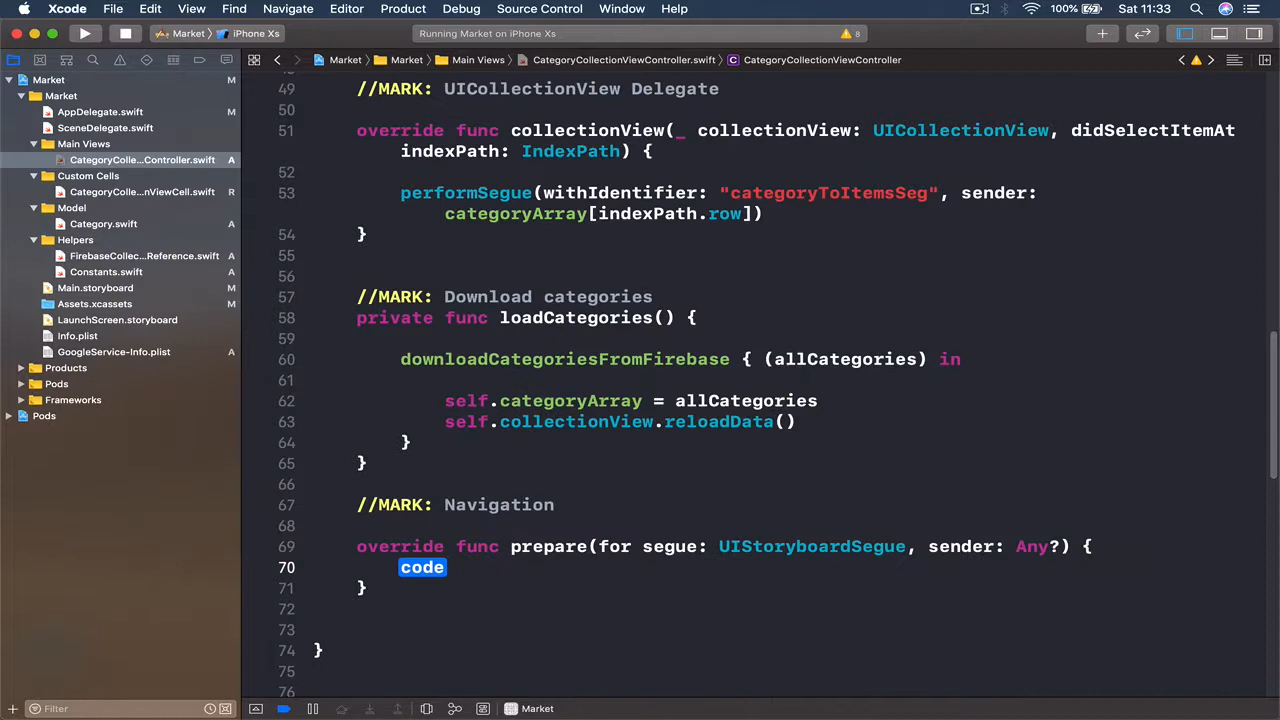 Xcode File Edit View Find Navigate Editor Product Debug Source Control Window Help 100% Sat 11:33
Market iPhone Xs Running Market on iPhone Xs 8
Market Market Main Views CategoryCollectionViewController.swift C CategoryCollectionViewController
Market M
Market
AppDelegate.swift M
SceneDelegate.swift
Main Views
CategoryColle...Controller.swift A
Custom Cells
CategoryColle...nViewCell.swift R
Model
Category.swift A
Helpers
FirebaseCollec...Reference.swift A
Constants.swift A
Main.storyboard M
Assets.xcassets M
LaunchScreen.storyboard
Info.plist
GoogleService-Info.plist A
Products
Pods
Frameworks
Pods
Filter
49 //MARK: UICollectionView Delegate
50
51 override func collectionView(_ collectionView: UICollectionView, didSelectItemAt
indexPath: IndexPath) {
52
53 performSegue(withIdentifier: "categoryToItemsSeg", sender:
categoryArray[indexPath.row])
54 }
55
56
57 //MARK: Download categories
58 private func loadCategories() {
59
60 downloadCategoriesFromFirebase { (allCategories) in
61
62 self.categoryArray = allCategories
63 self.collectionView.reloadData()
64 }
65 }
66
67 //MARK: Navigation
68
69 override func prepare(for segue: UIStoryboardSegue, sender: Any?) {
70 code
71 }
72
73
74 }
75
76
Market